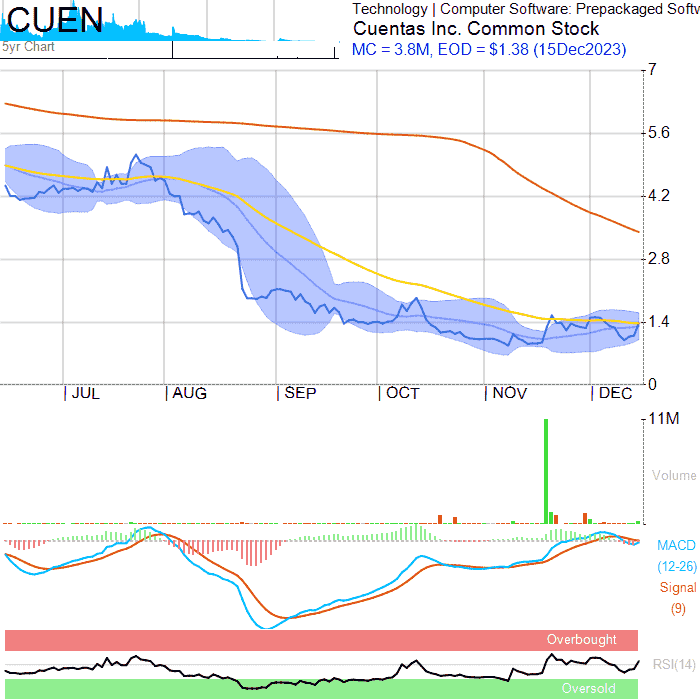 CUEN
5yr Chart
Technology | Computer Software: Prepackaged Softw
Cuentas Inc. Common Stock
MC = 3.8M, EOD = $1.38 (15Dec2023)
7
5.6
4.2
2.8
1.4
0
JUL AUG SEP OCT NOV DEC
11M
Volume
MACD
(12-26)
Signal
(9)
Overbought
RSI(14)
Oversold